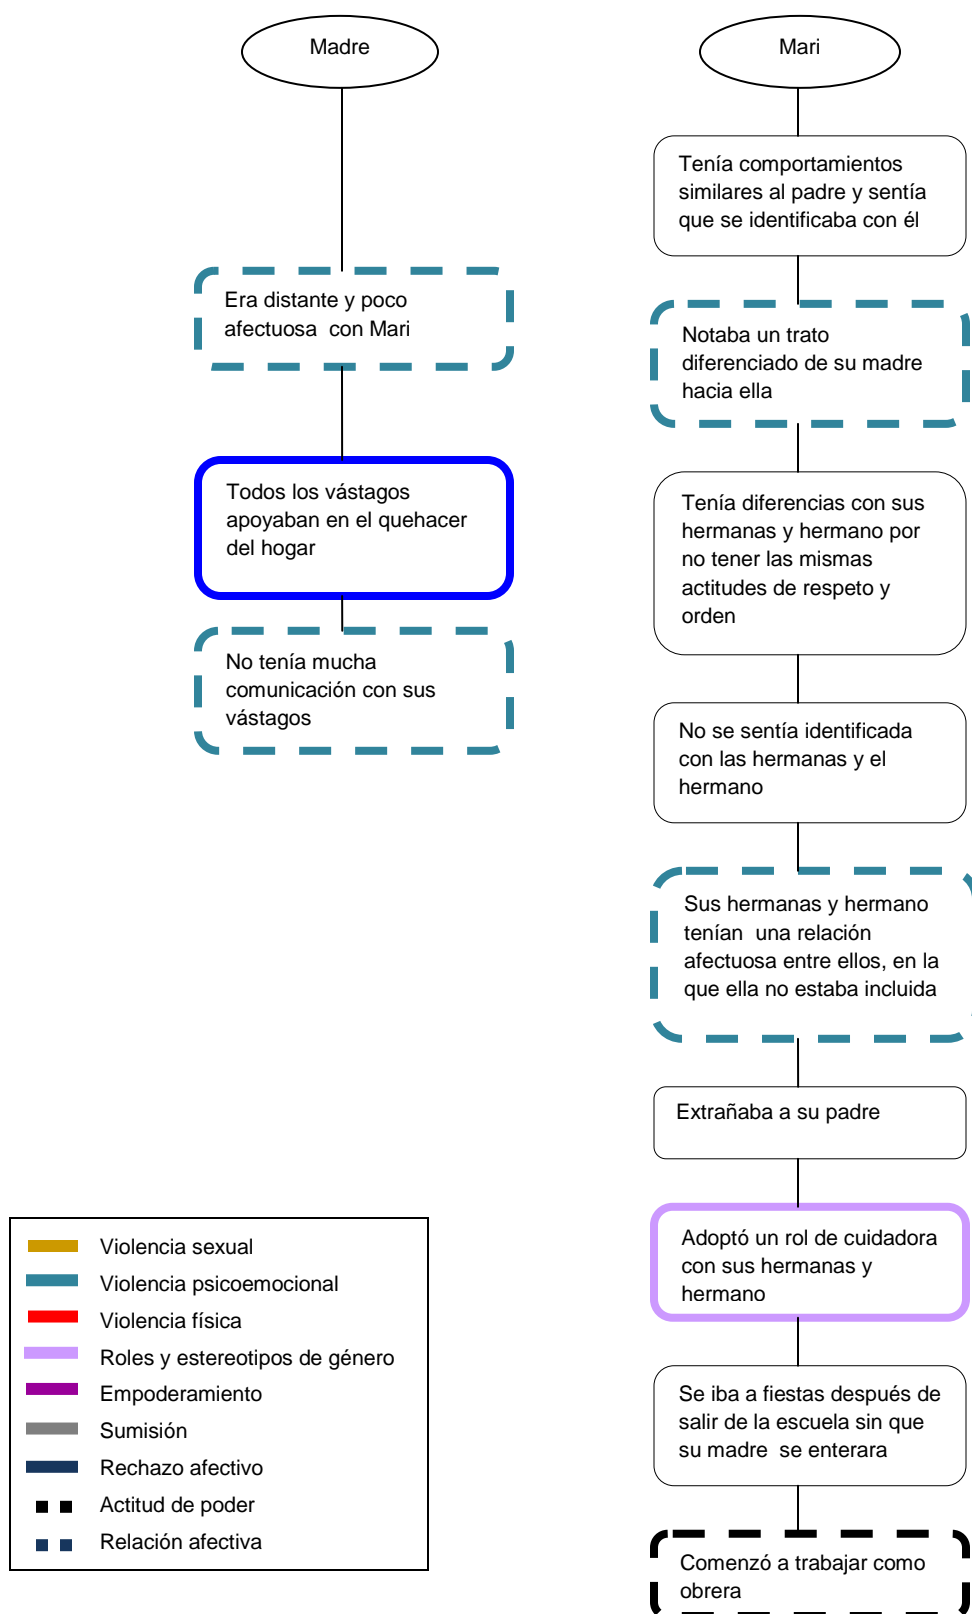 Madre
Era distante y poco
afectuosa con Mari
Todos los vástagos
apoyaban en el quehacer
del hogar
No tenía mucha
comunicación con sus
vástagos
Mari
Tenía comportamientos
similares al padre y sentía
que se identificaba con él
Notaba un trato
diferenciado de su madre
hacia ella
Tenía diferencias con sus
hermanas y hermano por
no tener las mismas
actitudes de respeto y
orden
No se sentía identificada
con las hermanas y el
hermano
Sus hermanas y hermano
tenían una relación
afectuosa entre ellos, en la
que ella no estaba incluida
Extrañaba a su padre
Adoptó un rol de cuidadora
con sus hermanas y
hermano
Se iba a fiestas después de
salir de la escuela sin que
su madre se enterara
Comenzó a trabajar como
obrera
Violencia sexual
Violencia psicoemocional
Violencia física
Roles y estereotipos de género
Empoderamiento
Sumisión
Rechazo afectivo
Actitud de poder
Relación afectiva